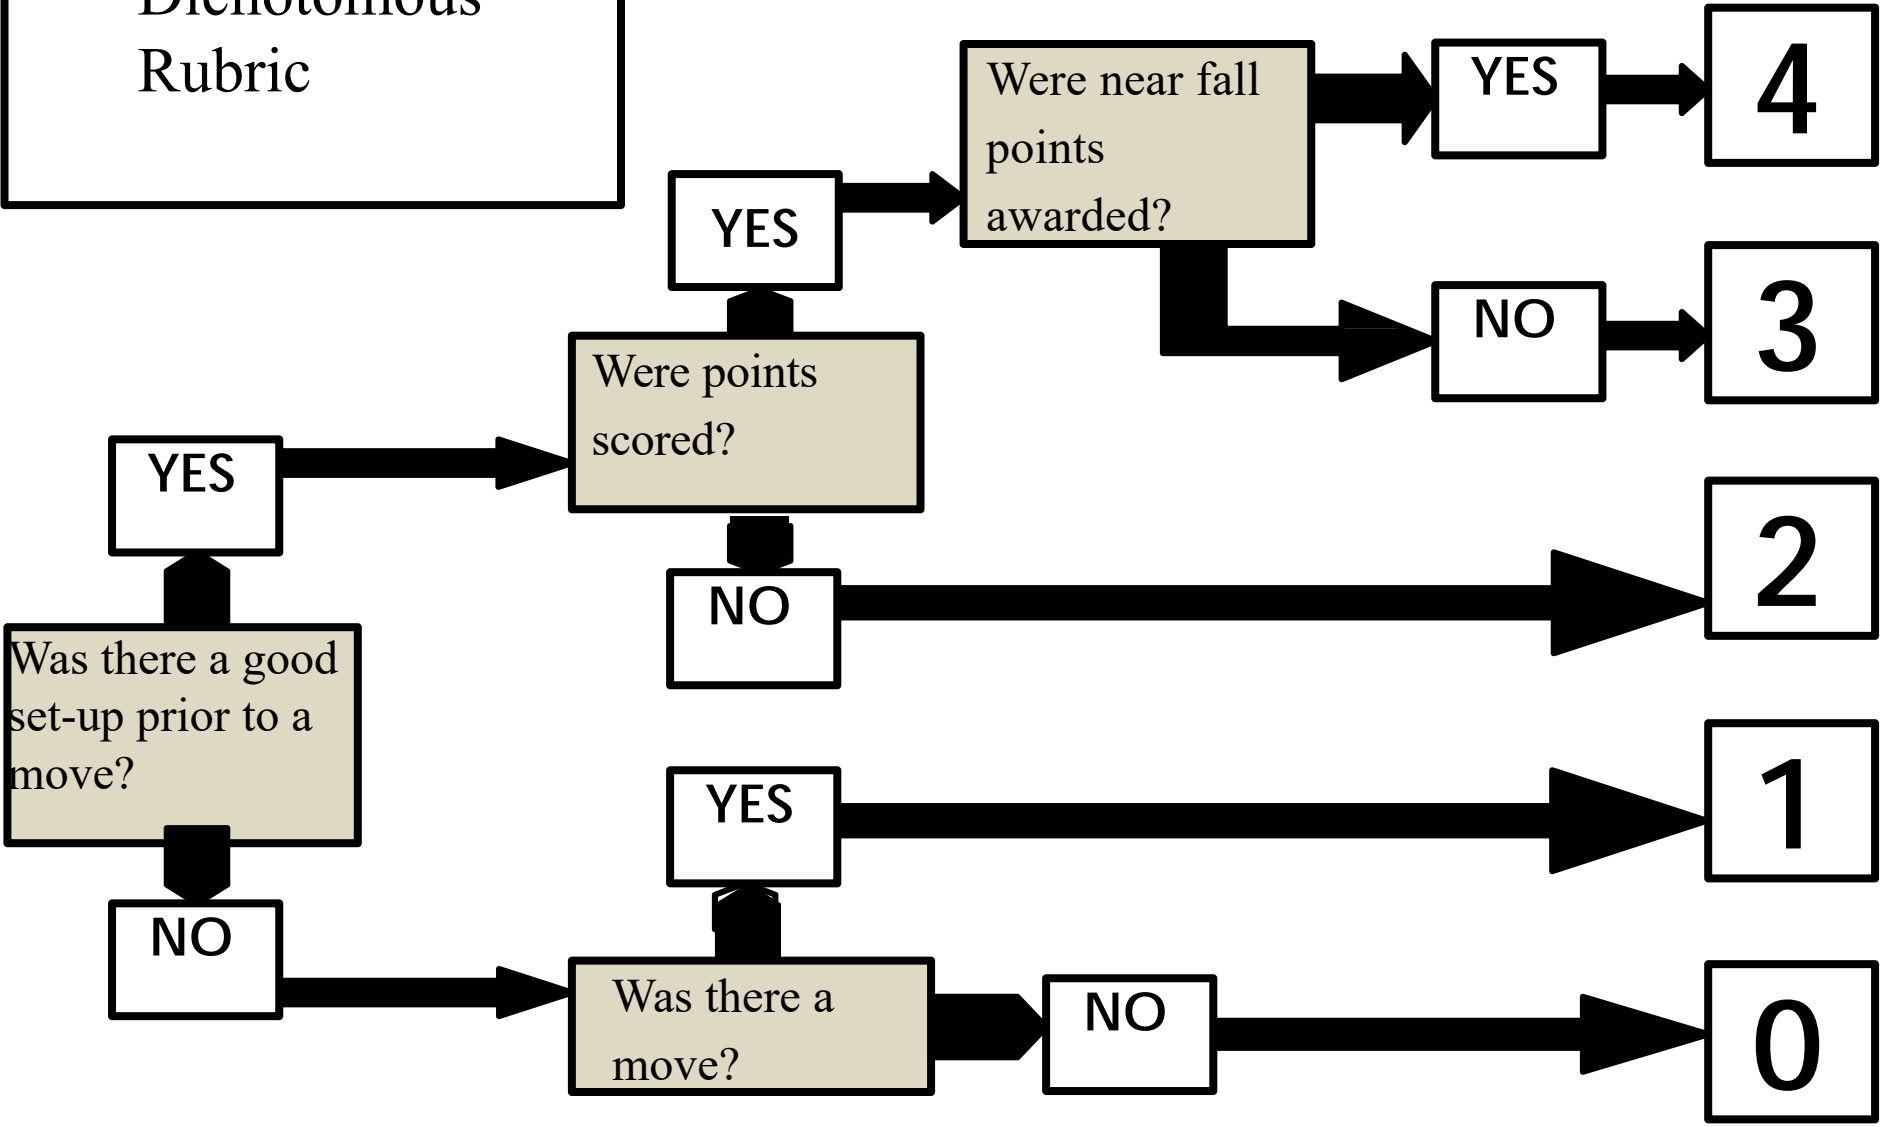 Dichotomous
Rubric
Were near fall
points
awarded?
YES
4
YES
NO
3
Were points
scored?
YES
2
NO
Was there a good
set-up prior to a
move?
YES
1
NO
Was there a
move?
NO
0